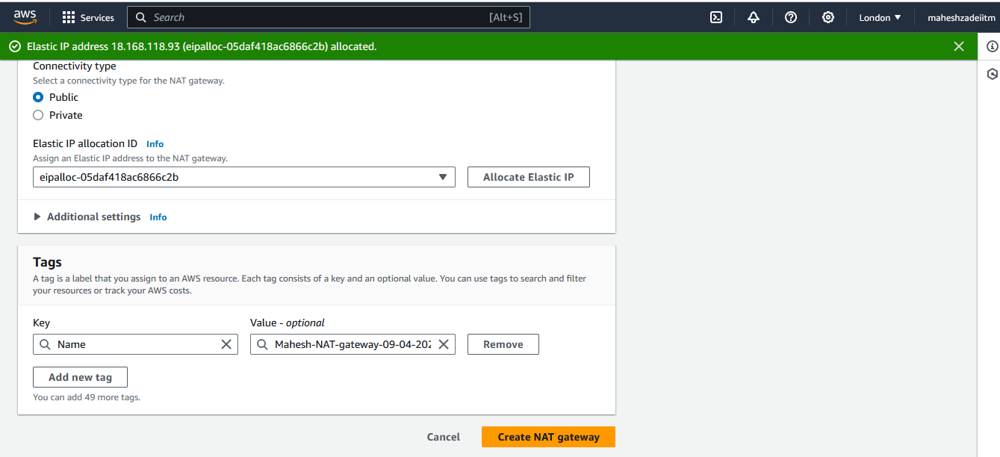 aws Services Search [Alt+S] London maheshzadeiitm
Elastic IP address 18.168.118.93 (eipalloc-05daf418ac6866c2b) allocated.
Connectivity type
Select a connectivity type for the NAT gateway.
Public
Private
Elastic IP allocation ID Info
Assign an Elastic IP address to the NAT gateway.
eipalloc-05daf418ac6866c2b Allocate Elastic IP
Additional settings Info
Tags
A tag is a label that you assign to an AWS resource. Each tag consists of a key and an optional value. You can use tags to search and filter
your resources or track your AWS costs.
Key Value - optional
Name Mahesh-NAT-gateway-09-04-202 Remove
Add new tag
You can add 49 more tags.
Cancel Create NAT gateway